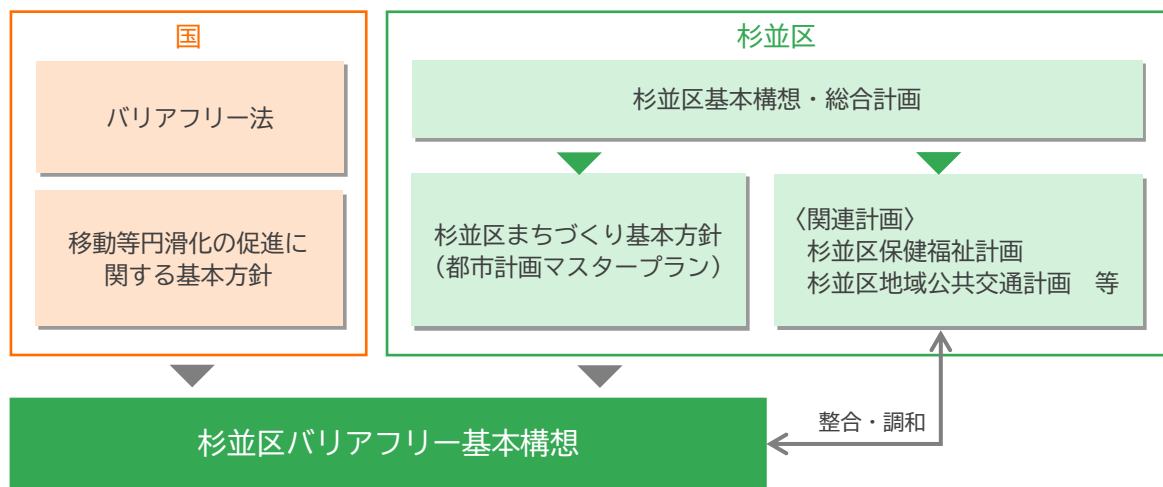 国
バリアフリー法
移動等円滑化の促進に
関する基本方針
杉並区
杉並区基本構想・総合計画
杉並区まちづくり基本方針
（都市計画マスタープラン）
〈関連計画〉
杉並区保健福祉計画
杉並区地域公共交通計画　等
整合・調和
杉並区バリアフリー基本構想